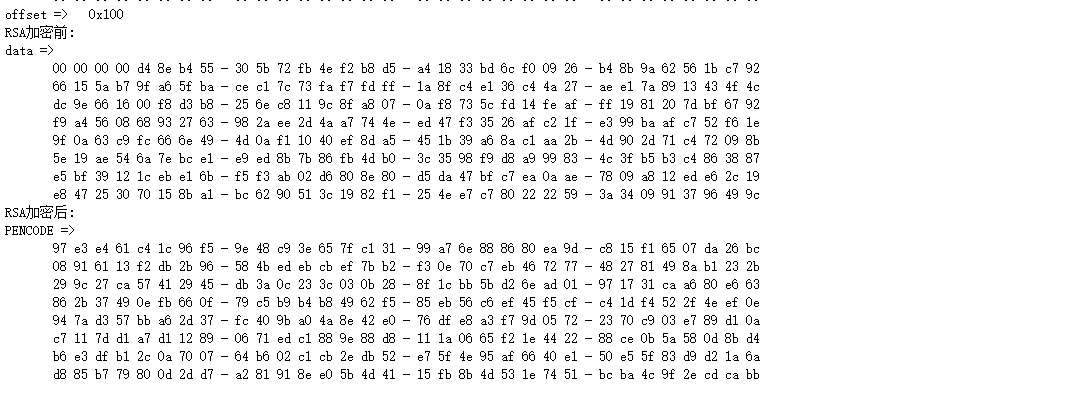 offset =>   0x100
RSA加密前:
data =>
00 00 00 00 d4 8e b4 55 - 30 5b 72 fb 4e f2 b8 d5 - a4 18 33 bd 6c f0 09 26 - b4 8b 9a 62 56 1b c7 92
66 15 5a b7 9f a6 5f ba - ce c1 7c 73 fa f7 fd ff - 1a 8f c4 e1 36 c4 4a 27 - ae e1 7a 89 13 43 4f 4c
dc 9e 66 16 00 f8 d3 b8 - 25 6e c8 11 9c 8f a8 07 - 0a f8 73 5c fd 14 fe af - ff 19 81 20 7d bf 67 92
f9 a4 56 08 68 93 27 63 - 98 2a ee 2d 4a a7 74 4e - ed 47 f3 35 26 af c2 1f - e3 99 ba af c7 52 f6 1e
9f 0a 63 c9 fc 66 6e 49 - 4d 0a f1 10 40 ef 8d a5 - 45 1b 39 a6 8a c1 aa 2b - 4d 90 2d 71 c4 72 09 8b
5e 19 ae 54 6a 7e bc e1 - e9 ed 8b 7b 86 fb 4d b0 - 3c 35 98 f9 d8 a9 99 83 - 4c 3f b5 b3 c4 86 38 87
e5 bf 39 12 1c eb e1 6b - f5 f3 ab 02 d6 80 8e 80 - d5 da 47 bf c7 ea 0a ae - 78 09 a8 12 ed e6 2c 19
e8 47 25 30 70 15 8b a1 - bc 62 90 51 3c 19 82 f1 - 25 4e e7 c7 80 22 22 59 - 3a 34 09 91 37 96 49 9c
RSA加密后:
PENCODE =>
97 e3 e4 61 c4 1c 96 f5 - 9e 48 c9 3e 65 7f c1 31 - 99 a7 6e 88 86 80 ea 9d - c8 15 f1 65 07 da 26 bc
08 91 61 13 f2 db 2b 96 - 58 4b ed eb cb ef 7b b2 - f3 0e 70 c7 eb 46 72 77 - 48 27 81 49 8a b1 23 2b
29 9c 27 ca 57 41 29 45 - db 3a 0c 23 3c 03 0b 28 - 8f 1c bb 5b d2 6e ad 01 - 97 17 31 ca a6 80 e6 63
86 2b 37 49 0e fb 66 0f - 79 c5 b9 b4 b8 49 62 f5 - 85 eb 56 c6 ef 45 f5 cf - c4 1d f4 52 2f 4e ef 0e
94 7a d3 57 bb a6 2d 37 - fc 40 9b a0 4a 8e 42 e0 - 76 df e8 a3 f7 9d 05 72 - 23 70 c9 03 e7 89 d1 0a
c7 11 7d d1 a7 d1 12 89 - 06 71 ed c1 88 9e 88 d8 - 11 1a 06 65 f2 1e 44 22 - 88 ce 0b 5a 58 0d 8b d4
b6 e3 df b1 2c 0a 70 07 - 64 b6 02 c1 cb 2e db 52 - e7 5f 4e 95 af 66 40 e1 - 50 e5 5f 83 d9 d2 1a 6a
d8 85 b7 79 80 0d 2d d7 - a2 81 91 8e e0 5b 4d 41 - 15 fb 8b 4d 53 1e 74 51 - bc ba 4c 9f 2e cd ca bb